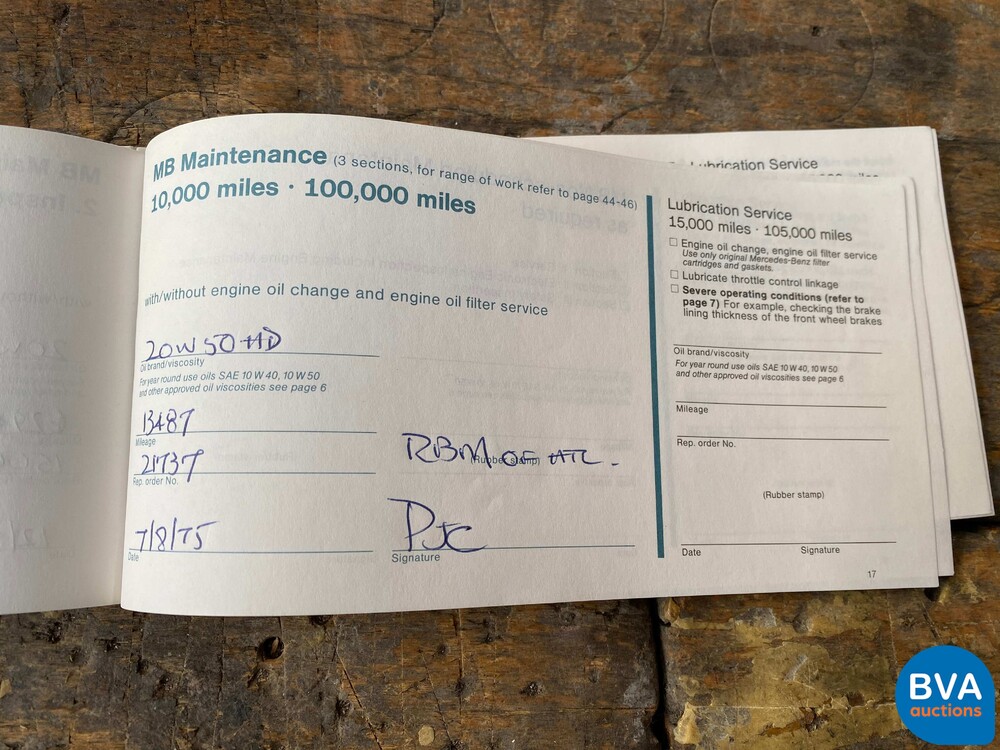 MB Maintenance (3 sections, for range of work refer to page 44-46)
10,000 miles · 100,000 miles
with/without engine oil change and engine oil filter service
20W50 HD
Oil brand/viscosity
For year round use oils SAE 10 W 40, 10 W 50
and other approved oil viscosities see page 6
13487
Mileage
21737
Rep. order No.
RBM OF ATL.
(Rubber stamp)
7/8/75
Date
PJC
Signature
Lubrication Service
Lubrication Service
15,000 miles · 105,000 miles
☐ Engine oil change, engine oil filter service
Use only original Mercedes-Benz filter
cartridges and gaskets.
☐ Lubricate throttle control linkage
☐ Severe operating conditions (refer to
page 7) For example, checking the brake
lining thickness of the front wheel brakes
Oil brand/viscosity
For year round use oils SAE 10 W 40, 10 W 50
and other approved oil viscosities see page 6
Mileage
Rep. order No.
(Rubber stamp)
Date Signature
17
BVA
auctions